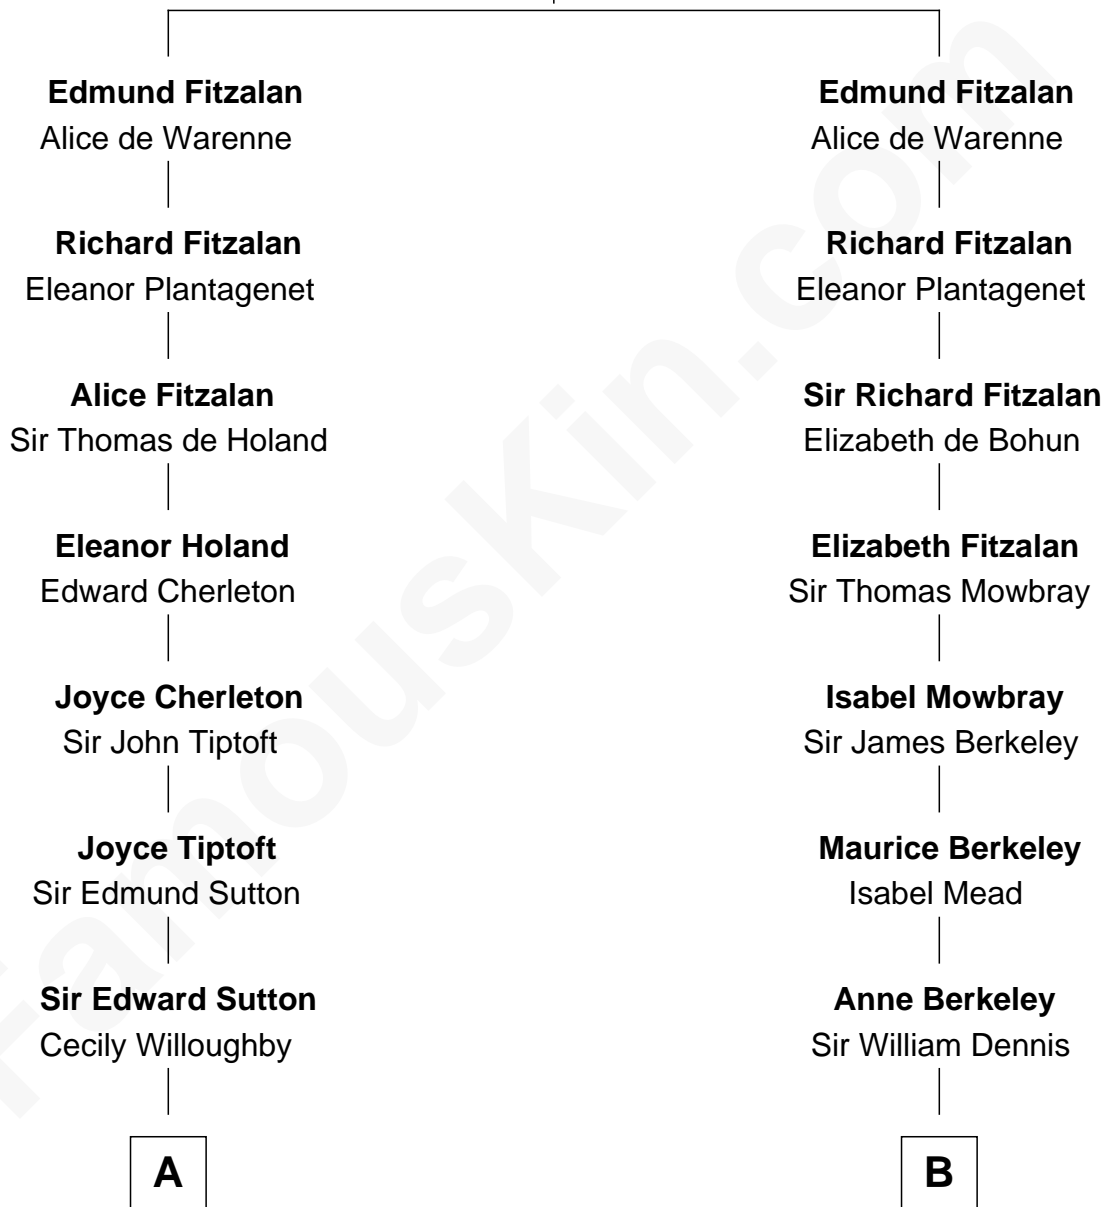 Edmund Fitzalan
Alice de Warenne
Richard Fitzalan
Eleanor Plantagenet
Alice Fitzalan
Sir Thomas de Holand
Eleanor Holand
Edward Cherleton
Joyce Cherleton
Sir John Tiptoft
Joyce Tiptoft
Sir Edmund Sutton
Sir Edward Sutton
Cecily Willoughby
A
Edmund Fitzalan
Alice de Warenne
Richard Fitzalan
Eleanor Plantagenet
Sir Richard Fitzalan
Elizabeth de Bohun
Elizabeth Fitzalan
Sir Thomas Mowbray
Isabel Mowbray
Sir James Berkeley
Maurice Berkeley
Isabel Mead
Anne Berkeley
Sir William Dennis
B
FamousKin.com